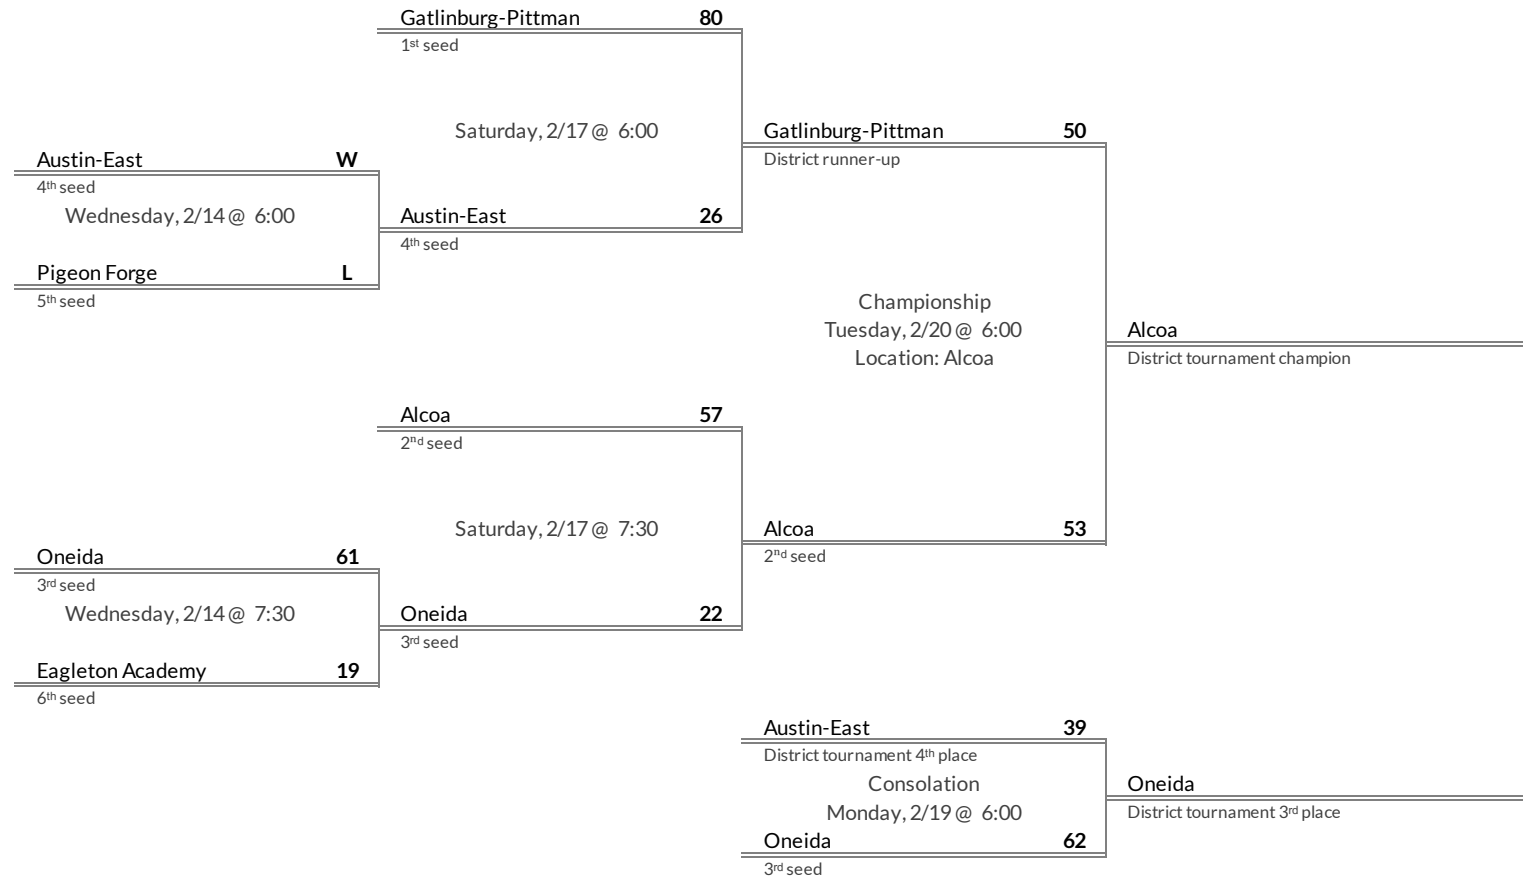 Gatlinburg-Pittman 80
1st seed
Saturday, 2/17 @ 6:00
Gatlinburg-Pittman 50
District runner-up
Austin-East W
4th seed
Wednesday, 2/14 @ 6:00
Austin-East 26
4th seed
Pigeon Forge L
5th seed
Championship
Tuesday, 2/20 @ 6:00
Location: Alcoa
Alcoa
District tournament champion
Alcoa 57
2nd seed
Saturday, 2/17 @ 7:30
Alcoa 53
2nd seed
Oneida 61
3rd seed
Wednesday, 2/14 @ 7:30
Oneida 22
3rd seed
Eagleton Academy 19
6th seed
Austin-East 39
District tournament 4th place
Consolation
Monday, 2/19 @ 6:00
Oneida
District tournament 3rd place
Oneida 62
3rd seed